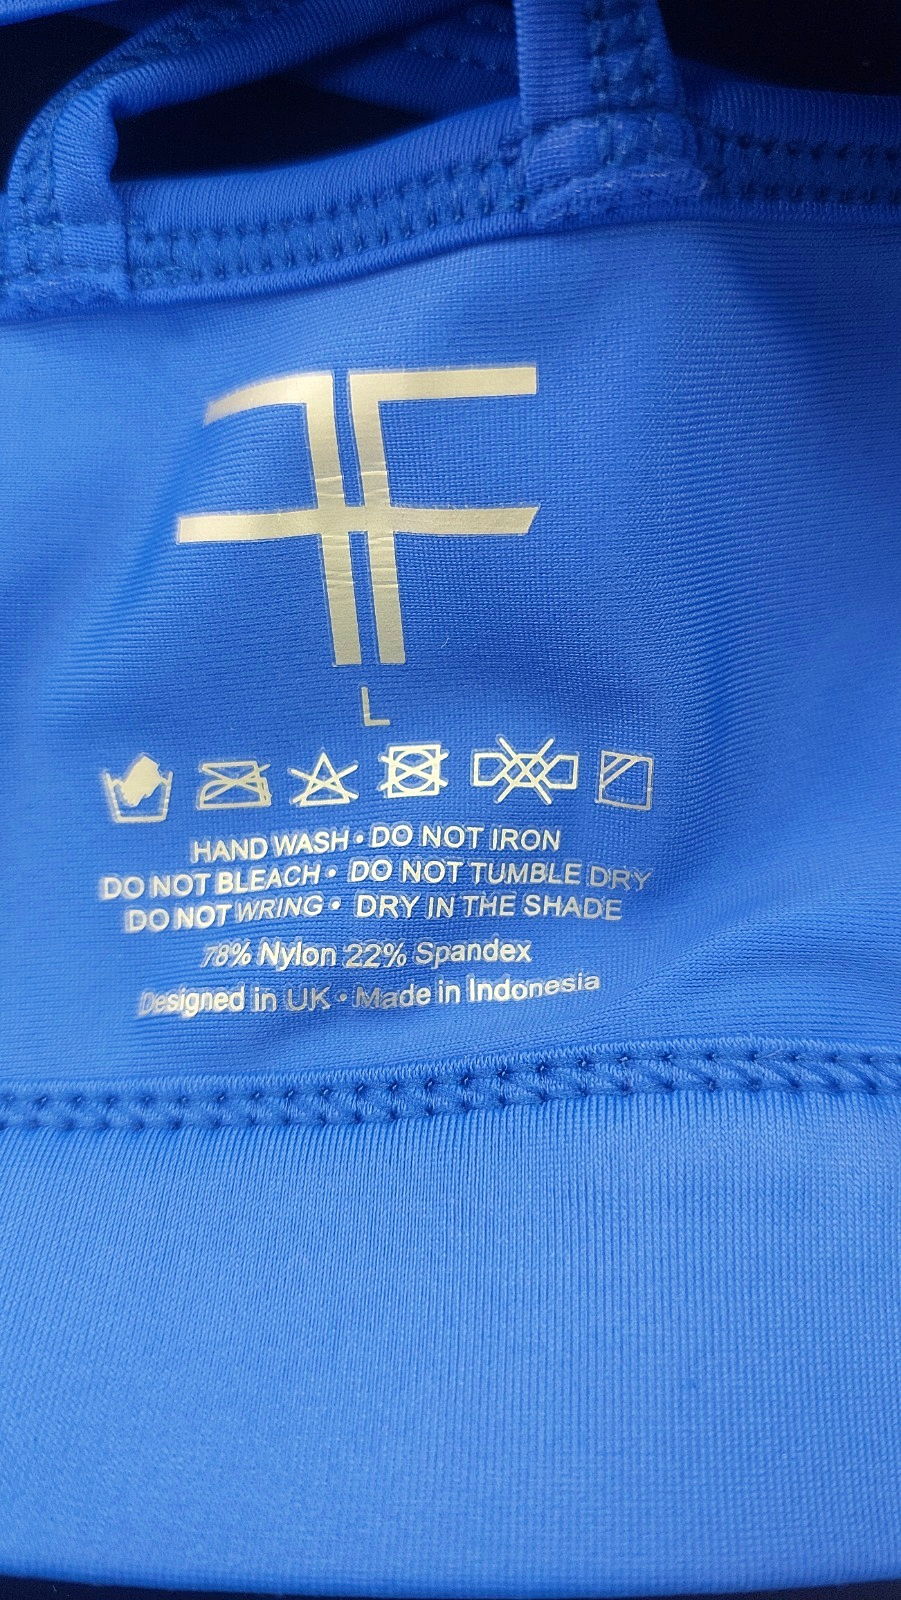 L
HAND WASH • DO NOT IRON
DO NOT BLEACH • DO NOT TUMBLE DRY
DO NOT WRING • DRY IN THE SHADE
78% Nylon 22% Spandex
Designed in UK • Made in Indonesia